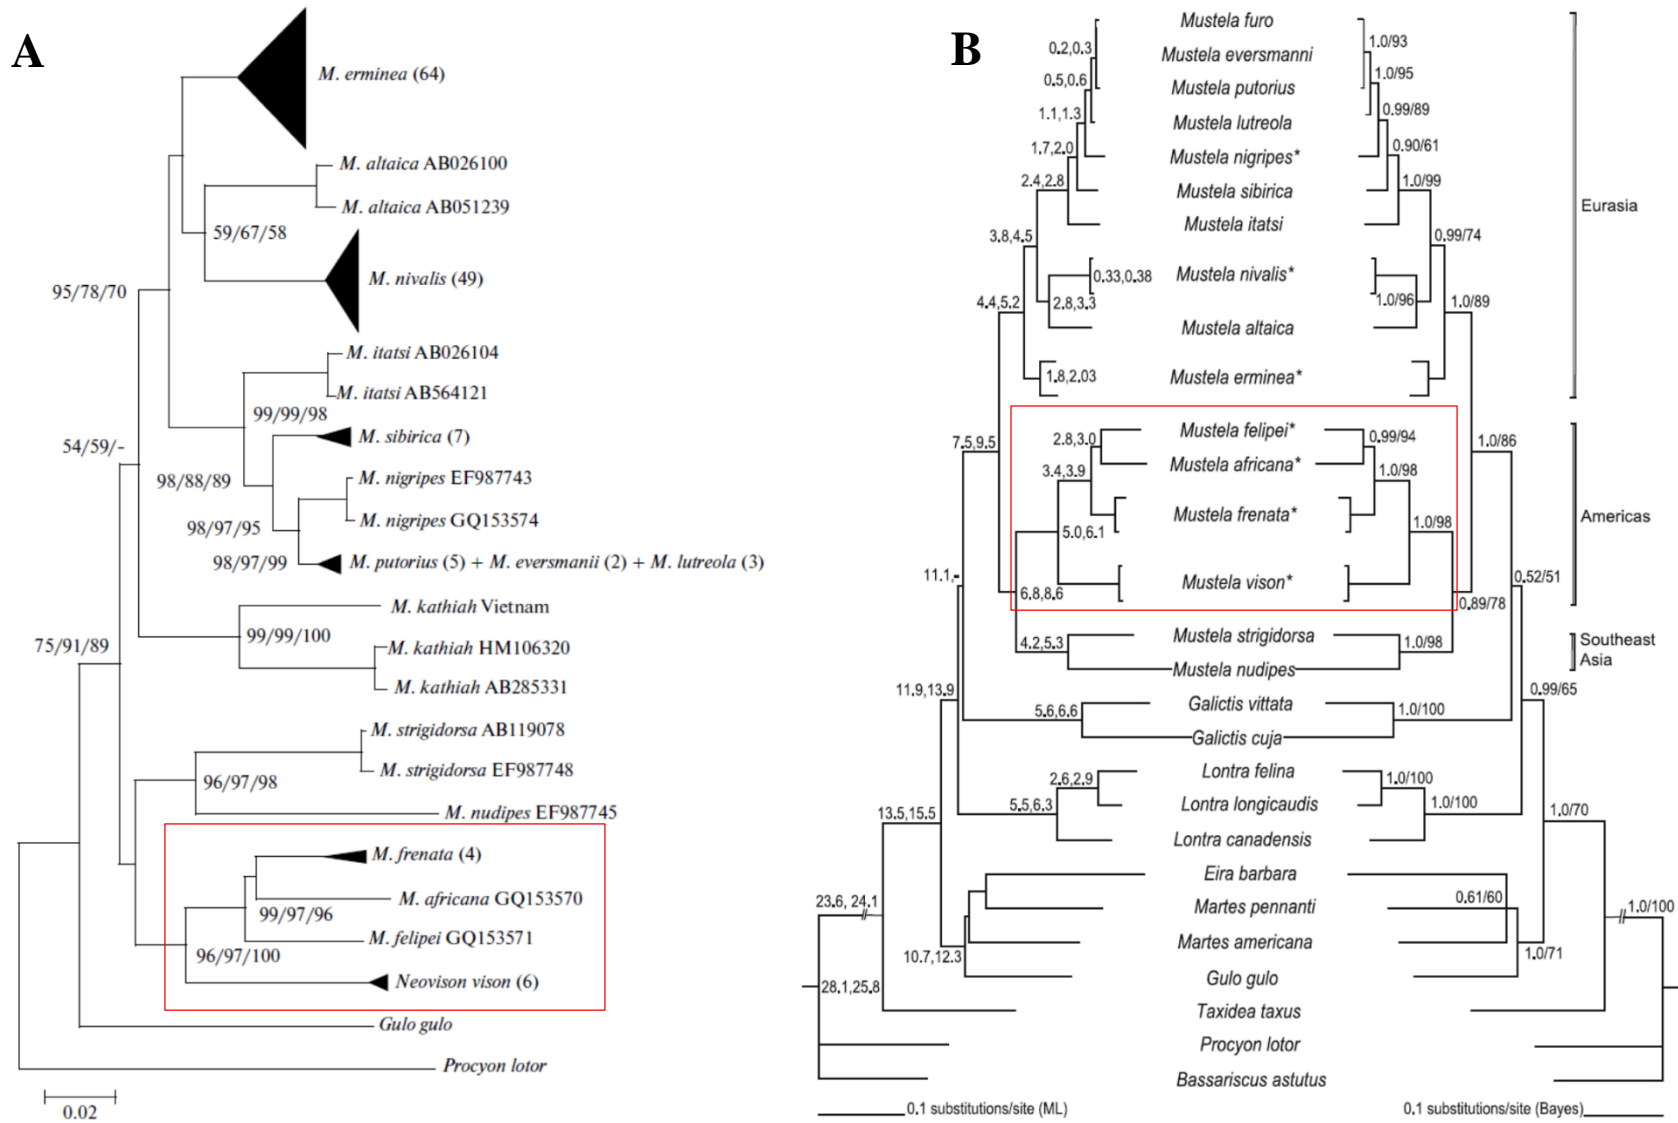 A
M. erminea (64)
M. altaica AB026100
M. altaica AB051239
59/67/58
M. nivalis (49)
95/78/70
M. itatsi AB026104
M. itatsi AB564121
99/99/98
M. sibirica (7)
54/59/-
98/88/89
M. nigripes EF987743
M. nigripes GQ153574
98/97/95
98/97/99
M. putorius (5) + M. eversmanii (2) + M. lutreola (3)
M. kathiah Vietnam
99/99/100
M. kathiah HM106320
M. kathiah AB285331
75/91/89
M. strigidorsa AB119078
M. strigidorsa EF987748
96/97/98
M. nudipes EF987745
M. frenata (4)
M. africana GQ153570
99/97/96
M. felipei GQ153571
96/97/100
Neovison vison (6)
Gulo gulo
Procyon lotor
0.02
B
Mustela furo
0.2,0.3
1.0/93
Mustela eversmanni
0.5,0.6
1.0/95
Mustela putorius
1.1,1.3
0.99/89
Mustela lutreola
1.7,2.0
0.90/61
Mustela nigripes*
2.4,2.8
1.0/99
Mustela sibirica
Eurasia
Mustela itatsi
3.8,4.5
0.99/74
0.33,0.38
Mustela nivalis*
4.4,5.2
2.8,3.3
1.0/96
1.0/89
Mustela altaica
1.8,2.03
Mustela erminea*
7.5,9.5
2.8,3.0
Mustela felipei*
0.99/94
1.0/86
3.4,3.9
Mustela africana*
1.0/98
Mustela frenata*
Americas
5.0,6.1
1.0/98
11.1,-
Mustela vison*
0.52/51
6.8,8.6
0.89/78
4.2,5.3
Mustela strigidorsa
1.0/98
Southeast
Asia
Mustela nudipes
11.9,13.9
0.99/65
5.6,6.6
Galictis vittata
1.0/100
Galictis cuja
2.6,2.9
Lontra felina
1.0/100
5.5,6.3
Lontra longicaudis
1.0/100
13.5,15.5
1.0/70
Lontra canadensis
Eira barbara
23.6, 24.1
Martes pennanti
0.61/60
1.0/100
Martes americana
10.7,12.3
1.0/71
Gulo gulo
28.1,25.8
Taxidea taxus
Procyon lotor
Bassariscus astutus
0.1 substitutions/site (ML)
0.1 substitutions/site (Bayes)